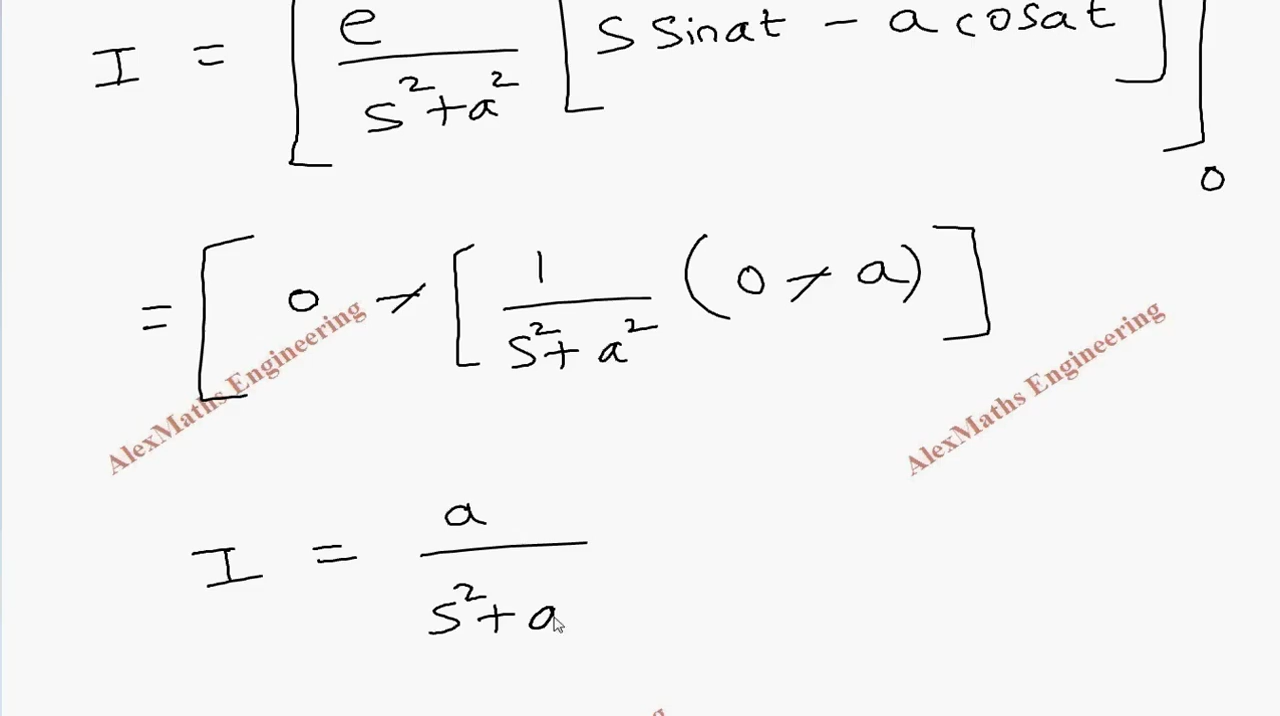 I = [ e / s²+a² [ s sinat - a cosat ] ]₀
= [ 0 - [ 1 / s²+a² (0 - a) ]
AlexMaths Engineering
AlexMaths Engineering
I = a / s²+a